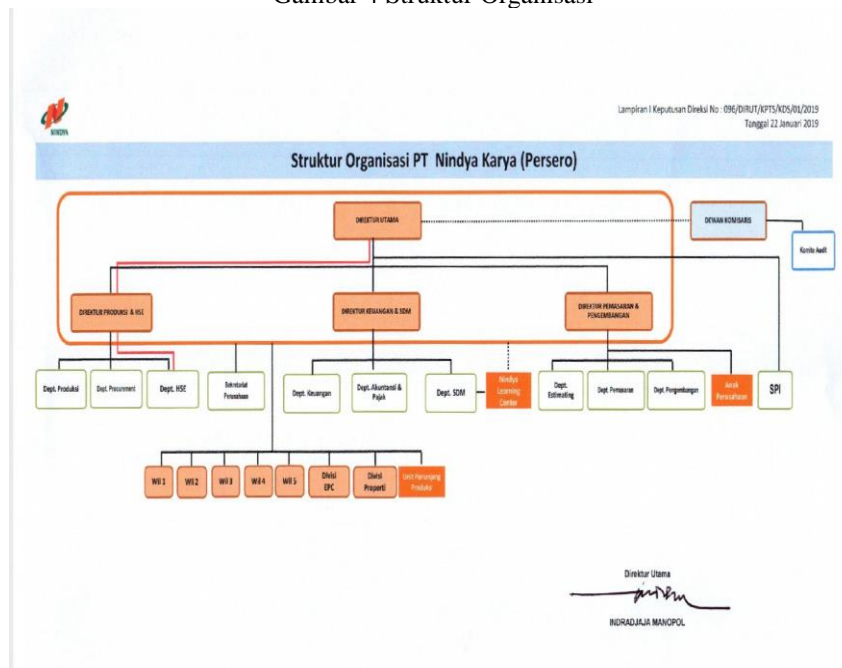 Gambar 4 Struktur Organisasi
NINDYA
Lampiran I Keputusan Direksi No : 096/DIRUT/KPTS/KDS/01/2019
Tanggal 22 Januari 2019
Struktur Organisasi PT Nindya Karya (Persero)
DIREKTUR UTAMA
DEWAN KOMISARIS
Komite Audit
DIREKTUR PRODUKSI & HSE
DIREKTUR KEUANGAN & SDM
DIREKTUR PEMASARAN &
PENGEMBANGAN
Dept. Produksi
Dept. Procurement
Dept. HSE
Sekretariat
Perusahaan
Dept. Keuangan
Dept. Akuntansi &
Pajak
Dept. SDM
Nindya
Learning
Center
Dept.
Estimating
Dept. Pemasaran
Dept. Pengembangan
Anak
Perusahaan
SPI
Wil 1
Wil 2
Wil 3
Wil 4
Wil 5
Divisi
EPC
Divisi
Properti
Unit Penunjang
Produksi
Direktur Utama
INDRADJAJA MANOPOL